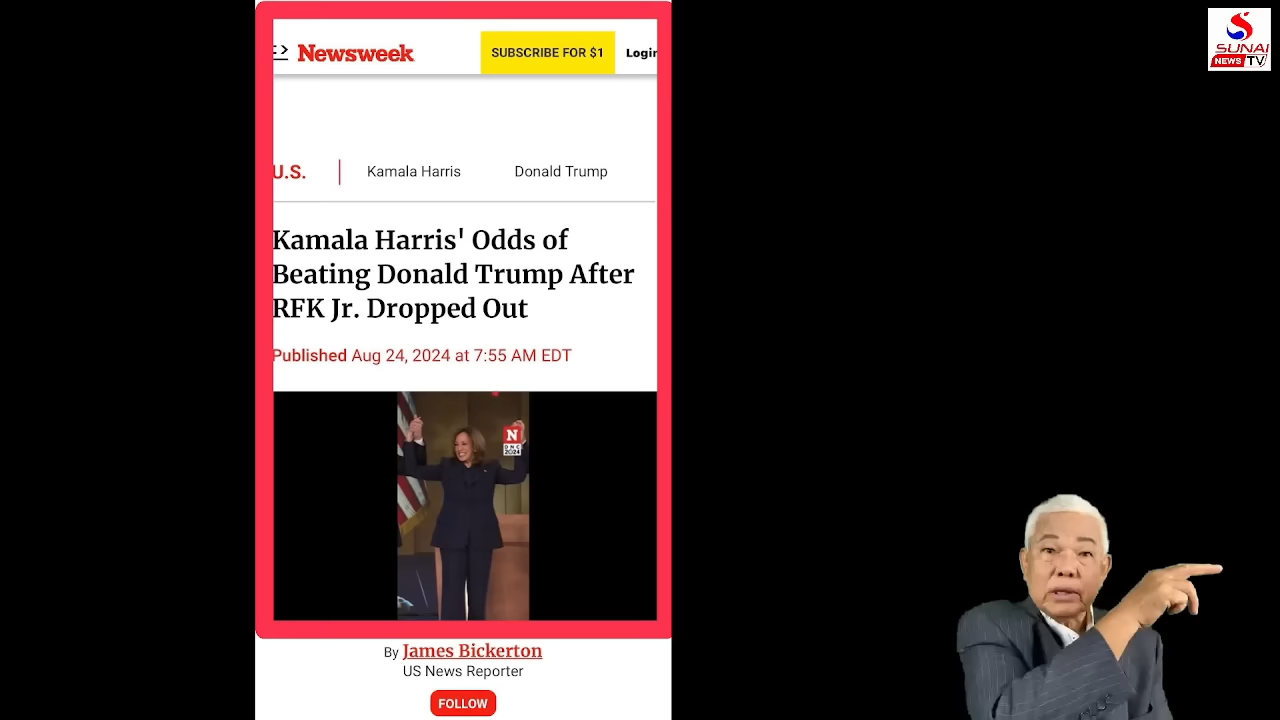 Newsweek
SUBSCRIBE FOR $1
Login
SUNAI
NEWS TV
U.S.
Kamala Harris
Donald Trump
Kamala Harris' Odds of
Beating Donald Trump After
RFK Jr. Dropped Out
Published Aug 24, 2024 at 7:55 AM EDT
N
DNC
2024
By James Bickerton
US News Reporter
FOLLOW